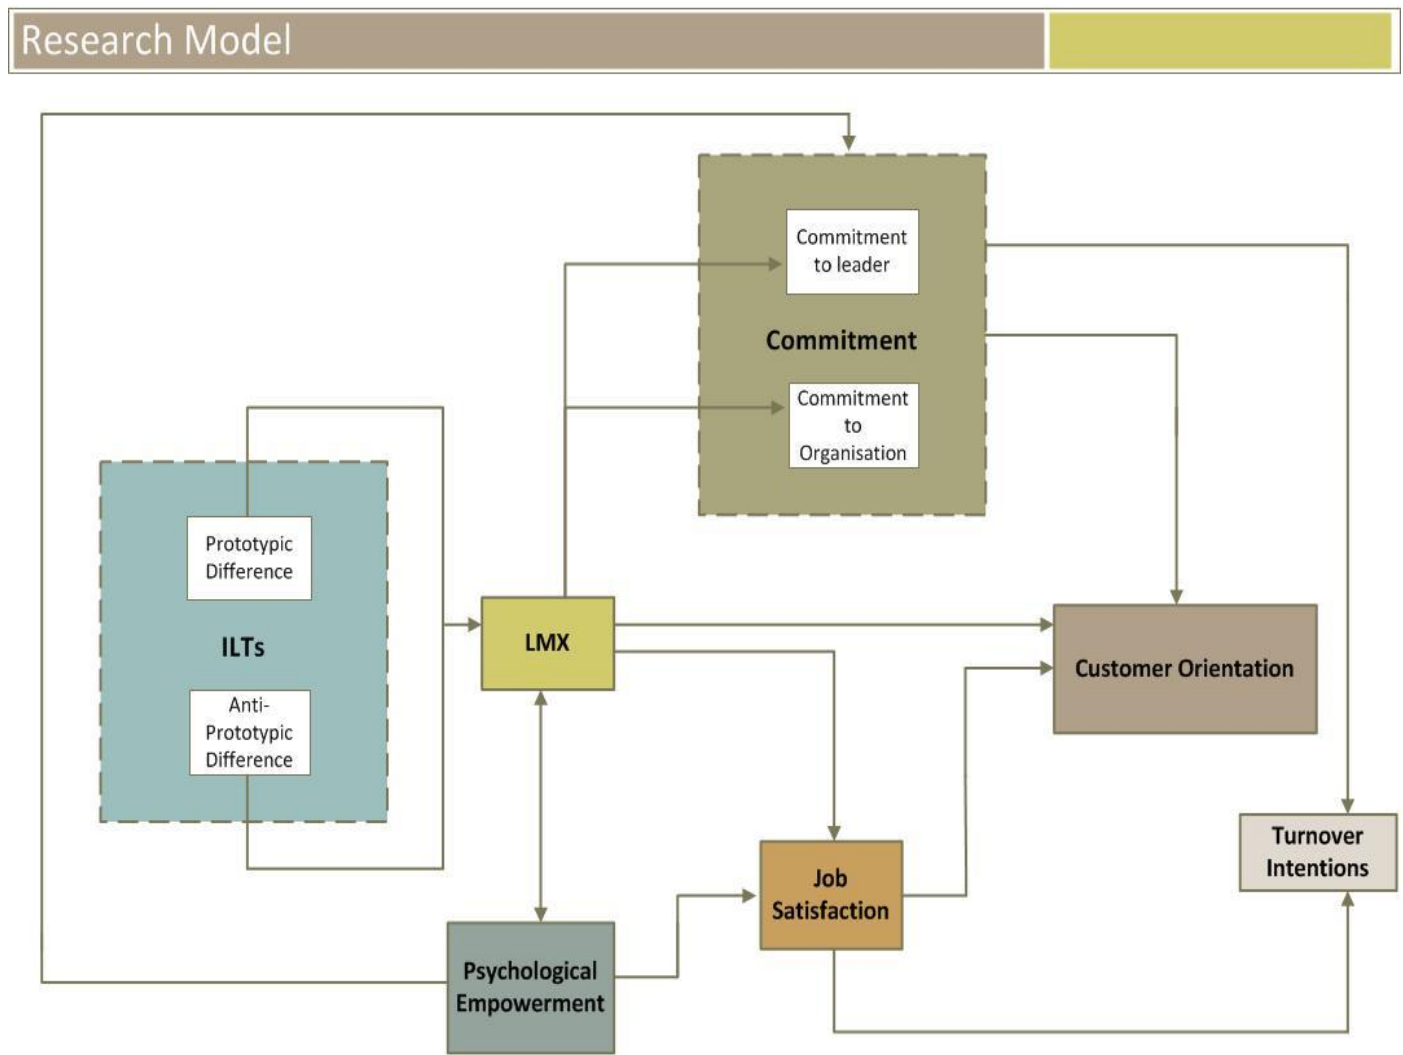 Research Model
Commitment
to leader
Commitment
Commitment
to
Organisation
Prototypic
Difference
ILTs
Anti-
Prototypic
Difference
LMX
Customer Orientation
Job
Satisfaction
Turnover
Intentions
Psychological
Empowerment